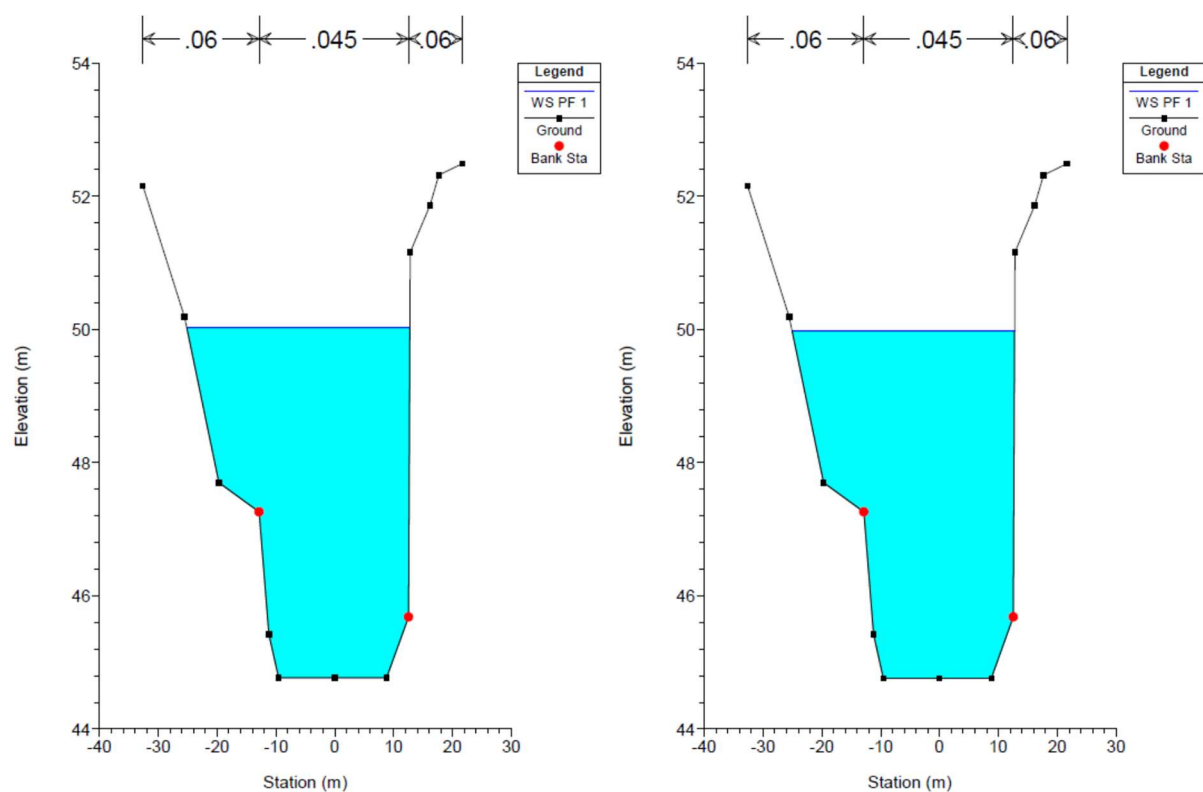 .06 .045 .06
54
52
50
48
46
44
-40 -30 -20 -10 0 10 20 30
Elevation (m)
Station (m)
Legend
WS PF 1
Ground
Bank Sta
.06 .045 .06
54
52
50
48
46
44
-40 -30 -20 -10 0 10 20 30
Elevation (m)
Station (m)
Legend
WS PF 1
Ground
Bank Sta